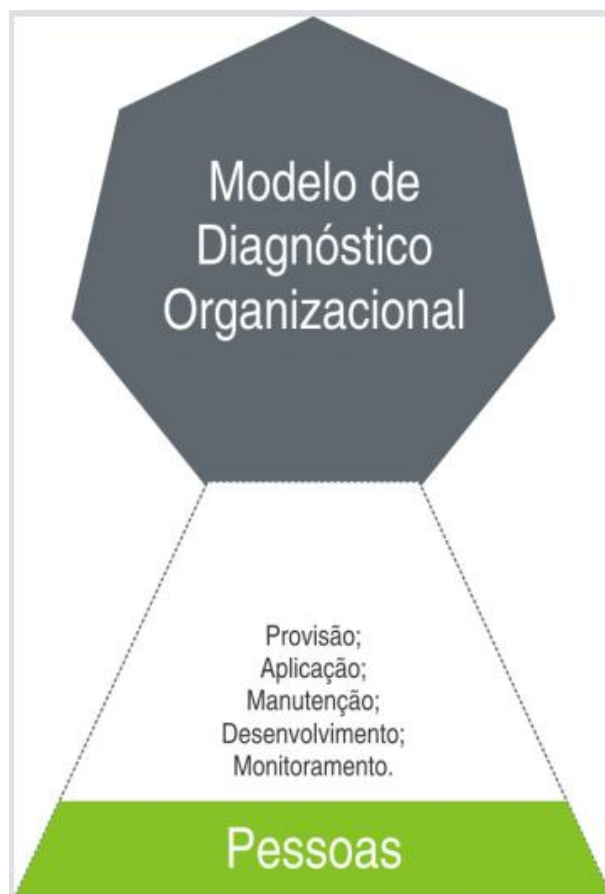 Modelo de
Diagnóstico
Organizacional
Provisão;
Aplicação;
Manutenção;
Desenvolvimento;
Monitoramento.
Pessoas